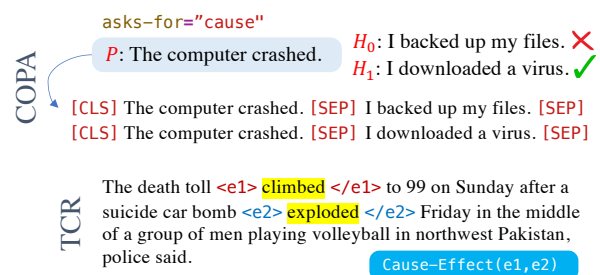 COPA
asks-for="cause"
P: The computer crashed.
H0: I backed up my files.
H1: I downloaded a virus.
[CLS] The computer crashed. [SEP] I backed up my files. [SEP]
[CLS] The computer crashed. [SEP] I downloaded a virus. [SEP]
TCR
The death toll <e1> climbed </e1> to 99 on Sunday after a
suicide car bomb <e2> exploded </e2> Friday in the middle
of a group of men playing volleyball in northwest Pakistan,
police said.
Cause-Effect(e1,e2)